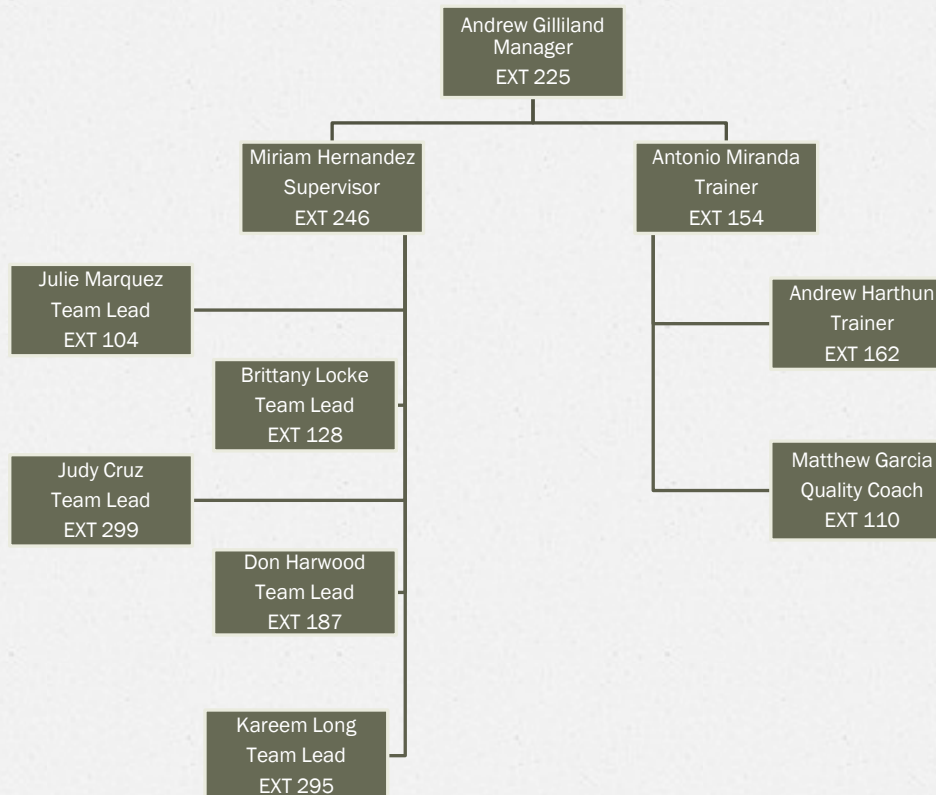 Andrew Gilliland
Manager
EXT 225
Miriam Hernandez
Supervisor
EXT 246
Antonio Miranda
Trainer
EXT 154
Julie Marquez
Team Lead
EXT 104
Brittany Locke
Team Lead
EXT 128
Judy Cruz
Team Lead
EXT 299
Don Harwood
Team Lead
EXT 187
Kareem Long
Team Lead
EXT 295
Andrew Harthun
Trainer
EXT 162
Matthew Garcia
Quality Coach
EXT 110